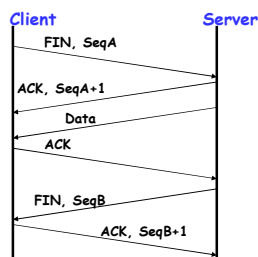 Client Server
FIN, SeqA
ACK, SeqA+1
Data
ACK
FIN, SeqB
ACK, SeqB+1